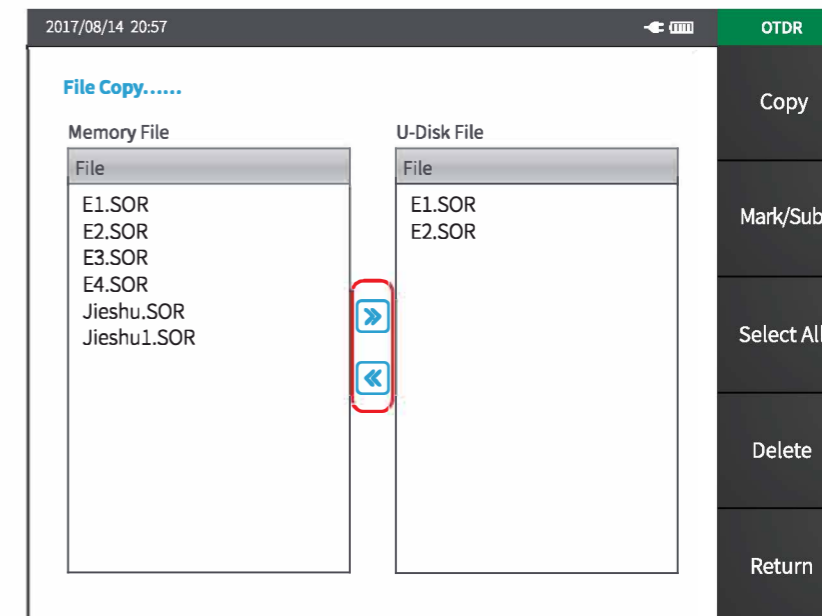 2017/08/14 20:57
OTDR
File Copy......
Memory File
U-Disk File
File
File
E1.SOR
E2.SOR
E3.SOR
E4.SOR
Jieshu.SOR
Jieshu1.SOR
E1.SOR
E2.SOR
Copy
Mark/Sub
Select All
Delete
Return